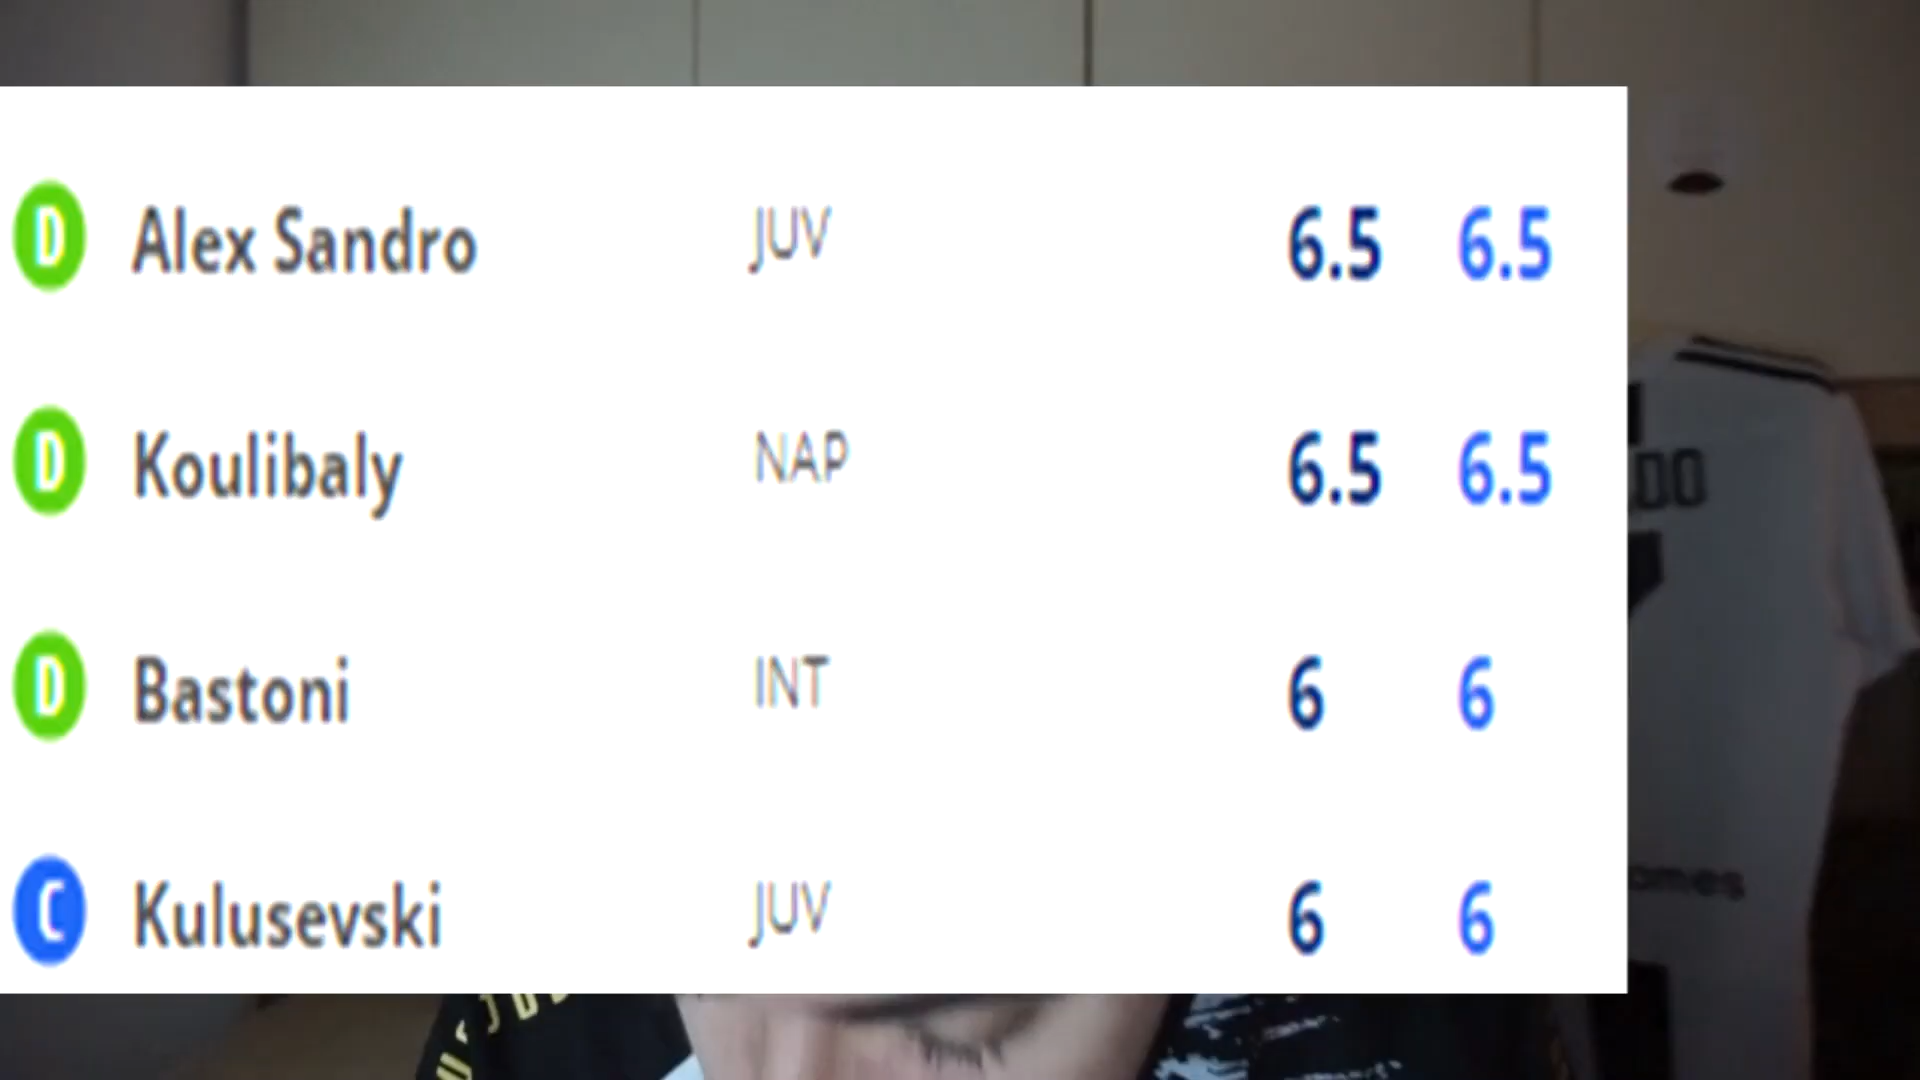 D Alex Sandro JUV 6.5 6.5
D Koulibaly NAP 6.5 6.5
D Bastoni INT 6 6
C Kulusevski JUV 6 6